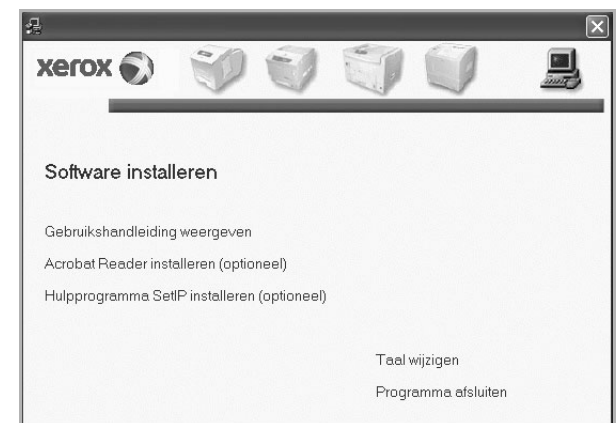 xerox
Software installeren
Gebruikshandleiding weergeven
Acrobat Reader installeren (optioneel)
Hulpprogramma SetIP installeren (optioneel)
Taal wijzigen
Programma afsluiten